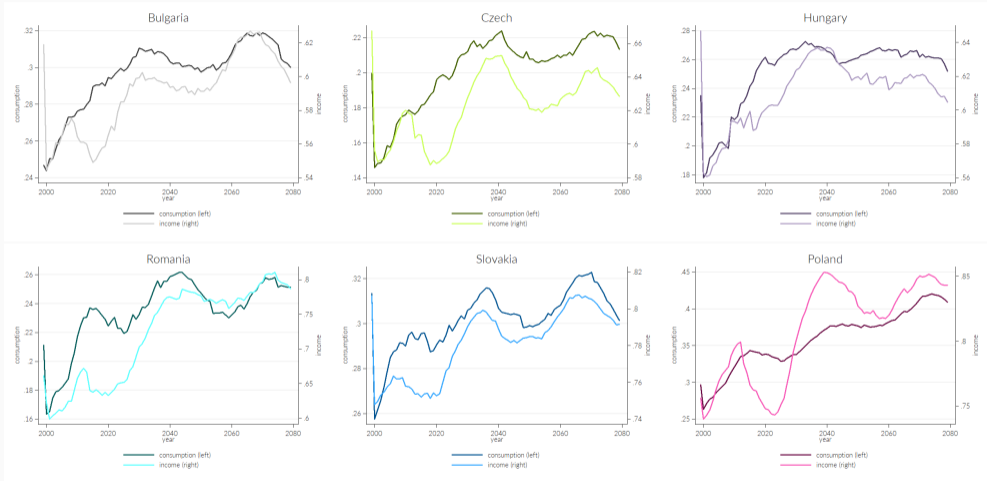 Bulgaria
.32
.3
.28
.26
.24
.62
.6
.58
.56
.54
consumption
income
2000 2020 2040 2060 2080
year
consumption (left)
income (right)
Czech
.22
.2
.18
.16
.14
.66
.64
.62
.6
.58
consumption
income
2000 2020 2040 2060 2080
year
consumption (left)
income (right)
Hungary
.28
.26
.24
.22
.2
.18
.64
.62
.6
.58
.56
consumption
income
2000 2020 2040 2060 2080
year
consumption (left)
income (right)
Romania
.26
.24
.22
.2
.18
.16
.8
.75
.7
.65
.6
consumption
income
2000 2020 2040 2060 2080
year
consumption (left)
income (right)
Slovakia
.32
.3
.28
.26
.82
.8
.78
.76
.74
consumption
income
2000 2020 2040 2060 2080
year
consumption (left)
income (right)
Poland
.45
.4
.35
.3
.25
.85
.8
.75
consumption
income
2000 2020 2040 2060 2080
year
consumption (left)
income (right)